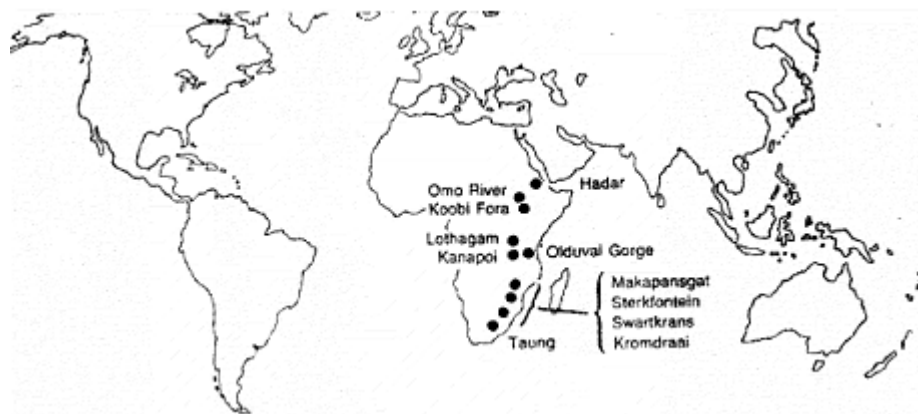 Hadar
Omo River
Koobi Fora
Lothagam
Kanapoi
Olduvai Gorge
Makapansgat
Sterkfontein
Swartkrans
Kromdraai
Taung